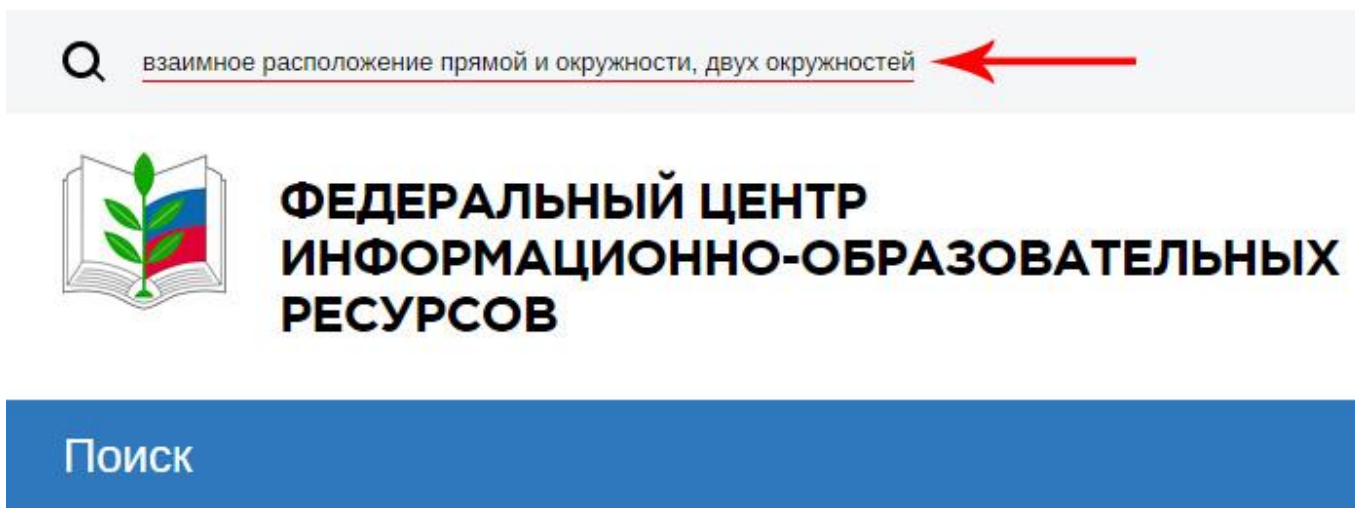 взаимное расположение прямой и окружности, двух окружностей
ФЕДЕРАЛЬНЫЙ ЦЕНТР
ИНФОРМАЦИОННО-ОБРАЗОВАТЕЛЬНЫХ
РЕСУРСОВ
Поиск